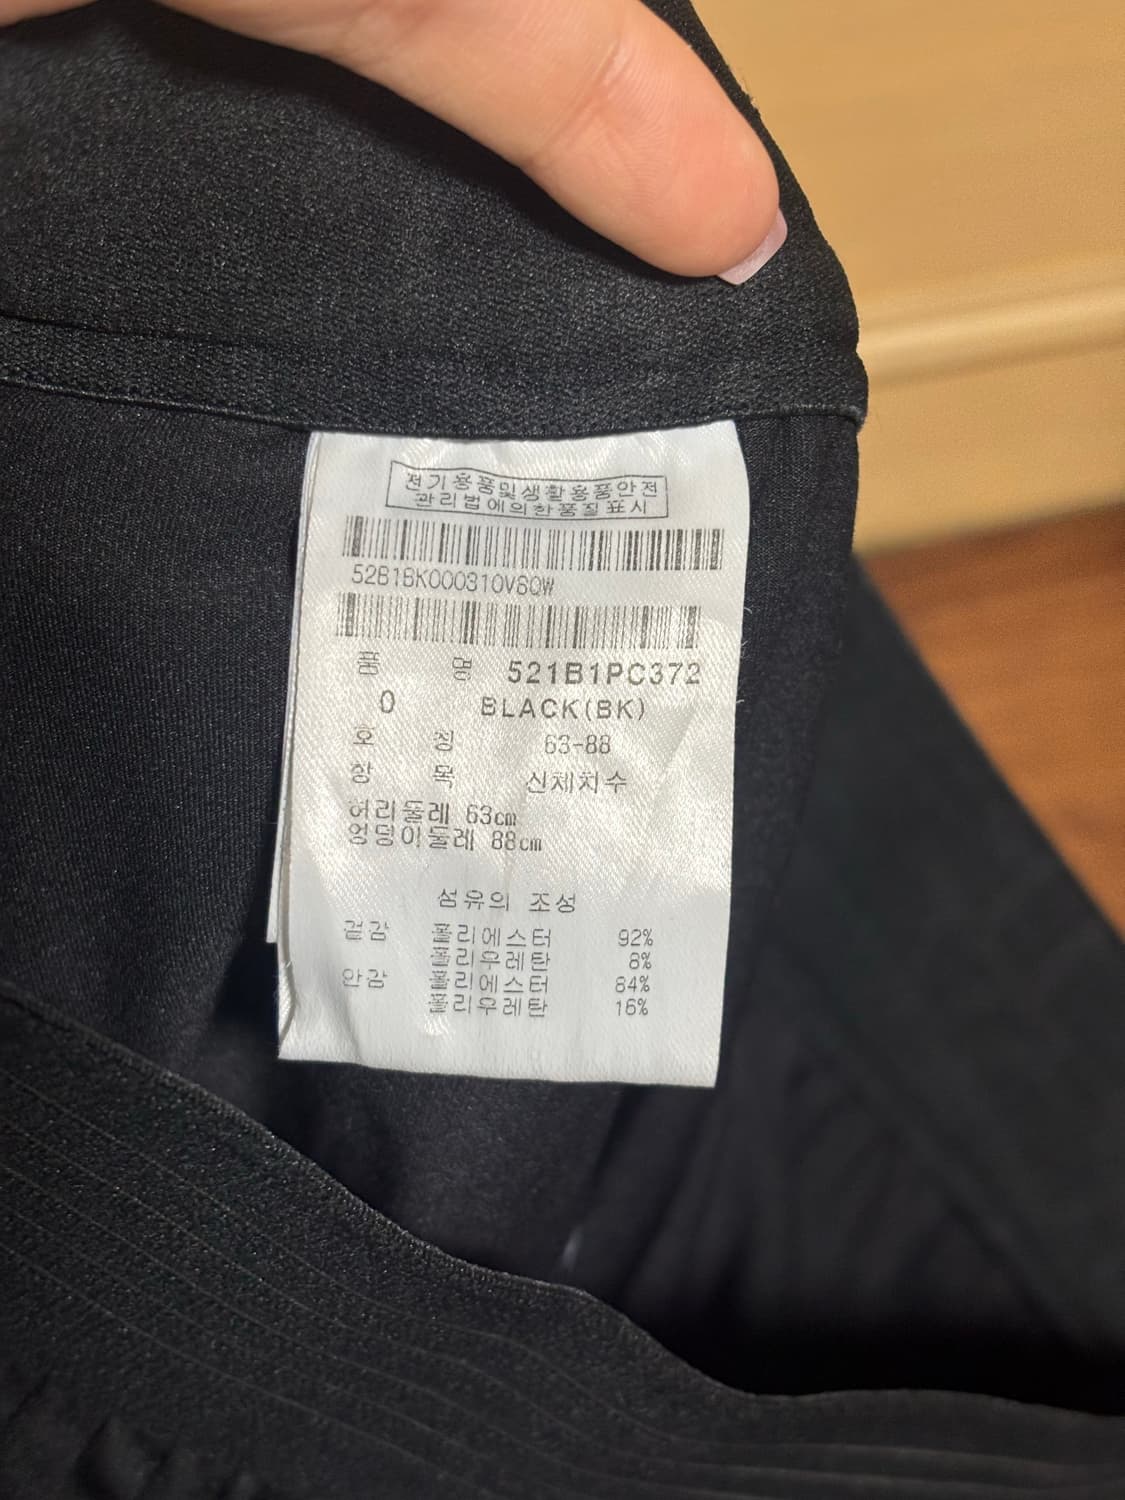 전기용품및생활용품안전
관리법에의한품질표시
52B1BK000310V8QW
품 명 521B1PC372
0 BLACK(BK)
호 칭 63-88
항 목 신체치수
허리둘레 63cm
엉덩이둘레 88cm
섬유의 조성
겉감 폴리에스터 92%
폴리우레탄 8%
안감 폴리에스터 84%
폴리우레탄 16%